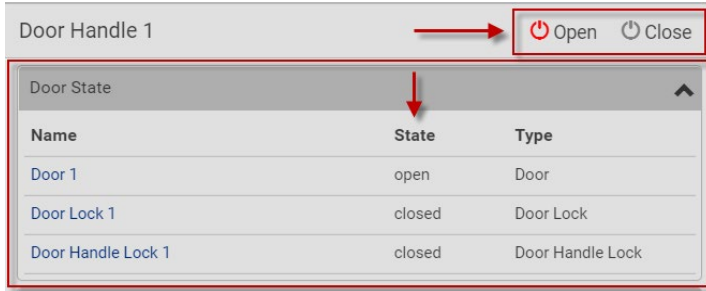 Door Handle 1 Open Close
Door State
Name State Type
Door 1 open Door
Door Lock 1 closed Door Lock
Door Handle Lock 1 closed Door Handle Lock